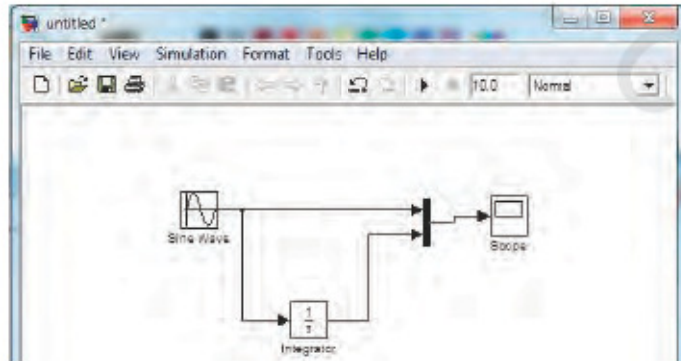 untitled *
File Edit View Simulation Format Tools Help
10.0 Normal
Sine Wave
Scope
1
Integrator